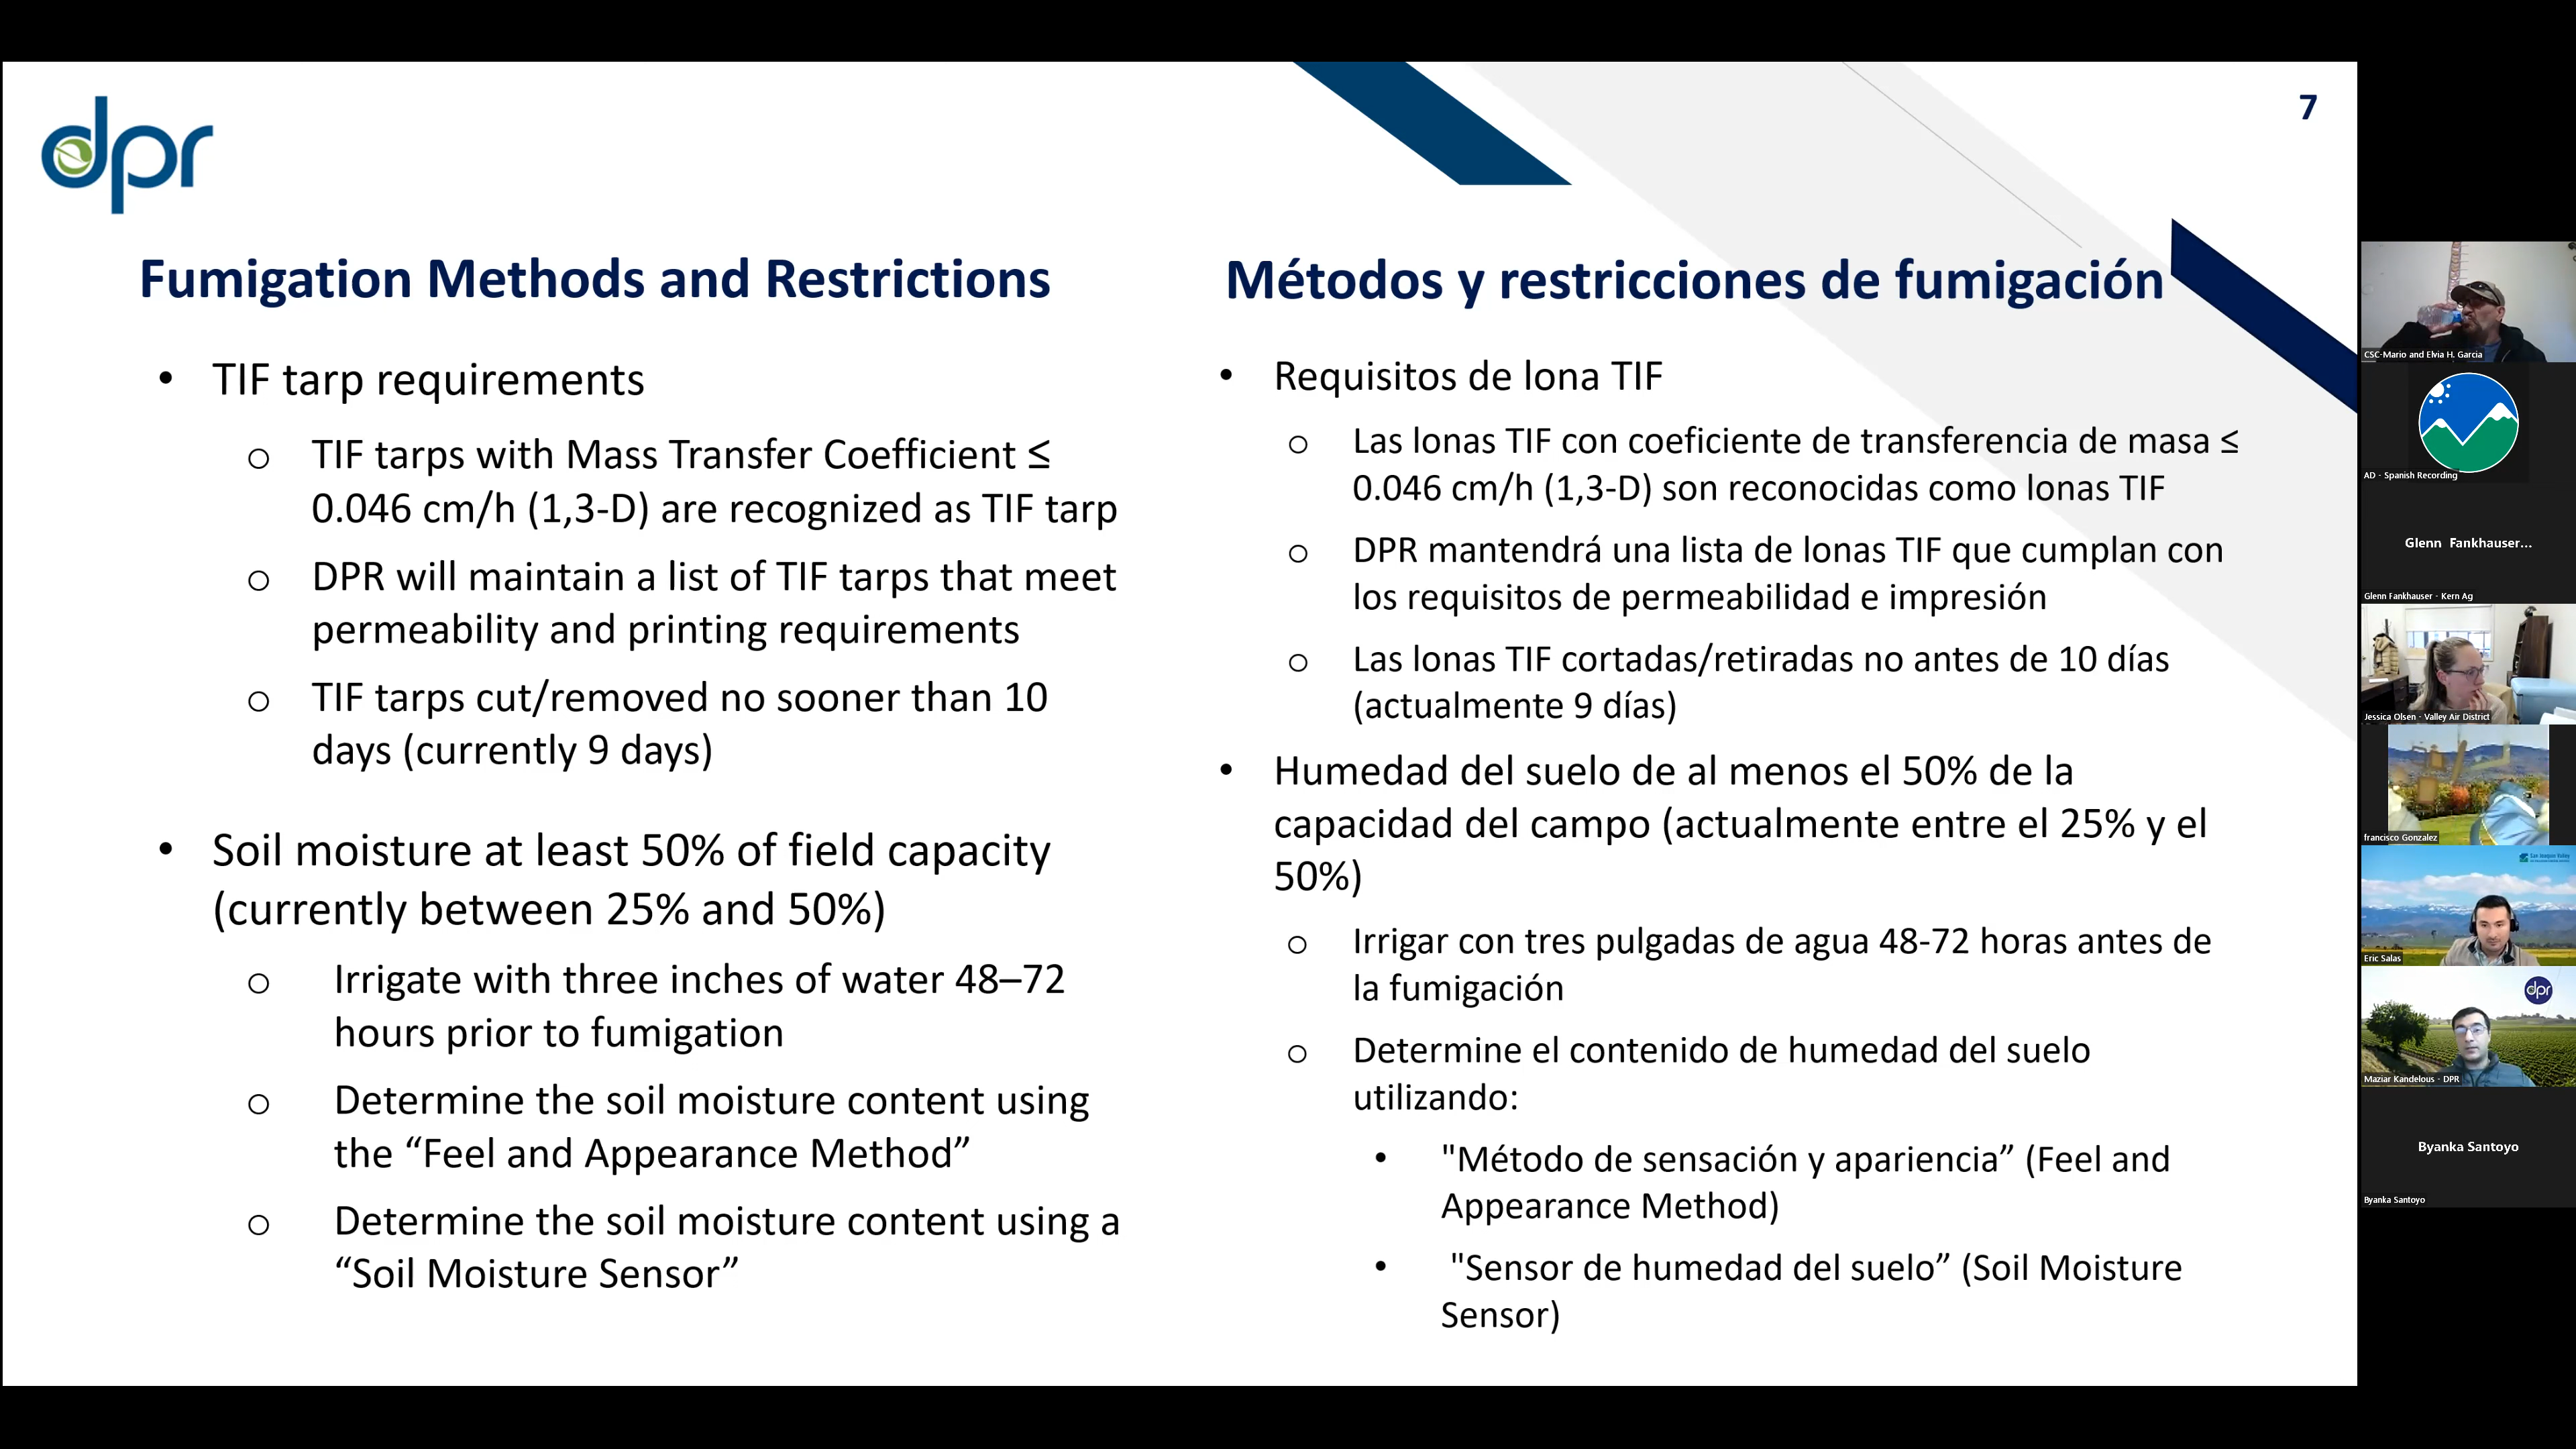 7
dpr
Fumigation Methods and Restrictions
• TIF tarp requirements
o TIF tarps with Mass Transfer Coefficient ≤
0.046 cm/h (1,3-D) are recognized as TIF tarp
o DPR will maintain a list of TIF tarps that meet
permeability and printing requirements
o TIF tarps cut/removed no sooner than 10
days (currently 9 days)
• Soil moisture at least 50% of field capacity
(currently between 25% and 50%)
o Irrigate with three inches of water 48–72
hours prior to fumigation
o Determine the soil moisture content using
the “Feel and Appearance Method”
o Determine the soil moisture content using a
“Soil Moisture Sensor”
Métodos y restricciones de fumigación
• Requisitos de lona TIF
o Las lonas TIF con coeficiente de transferencia de masa ≤
0.046 cm/h (1,3-D) son reconocidas como lonas TIF
o DPR mantendrá una lista de lonas TIF que cumplan con
los requisitos de permeabilidad e impresión
o Las lonas TIF cortadas/retiradas no antes de 10 días
(actualmente 9 días)
• Humedad del suelo de al menos el 50% de la
capacidad del campo (actualmente entre el 25% y el
50%)
o Irrigar con tres pulgadas de agua 48-72 horas antes de
la fumigación
o Determine el contenido de humedad del suelo
utilizando:
• "Método de sensación y apariencia” (Feel and
Appearance Method)
• "Sensor de humedad del suelo” (Soil Moisture
Sensor)
CSC-Mario and Elvia H. Garcia
AD - Spanish Recording
Glenn Fankhauser...
Glenn Fankhauser - Kern Ag
Jessica Olsen - Valley Air District
francisco Gonzalez
San Joaquin Valley
Eric Salas
dpr
Maziar Kandelous - DPR
Byanka Santoyo
Byanka Santoyo